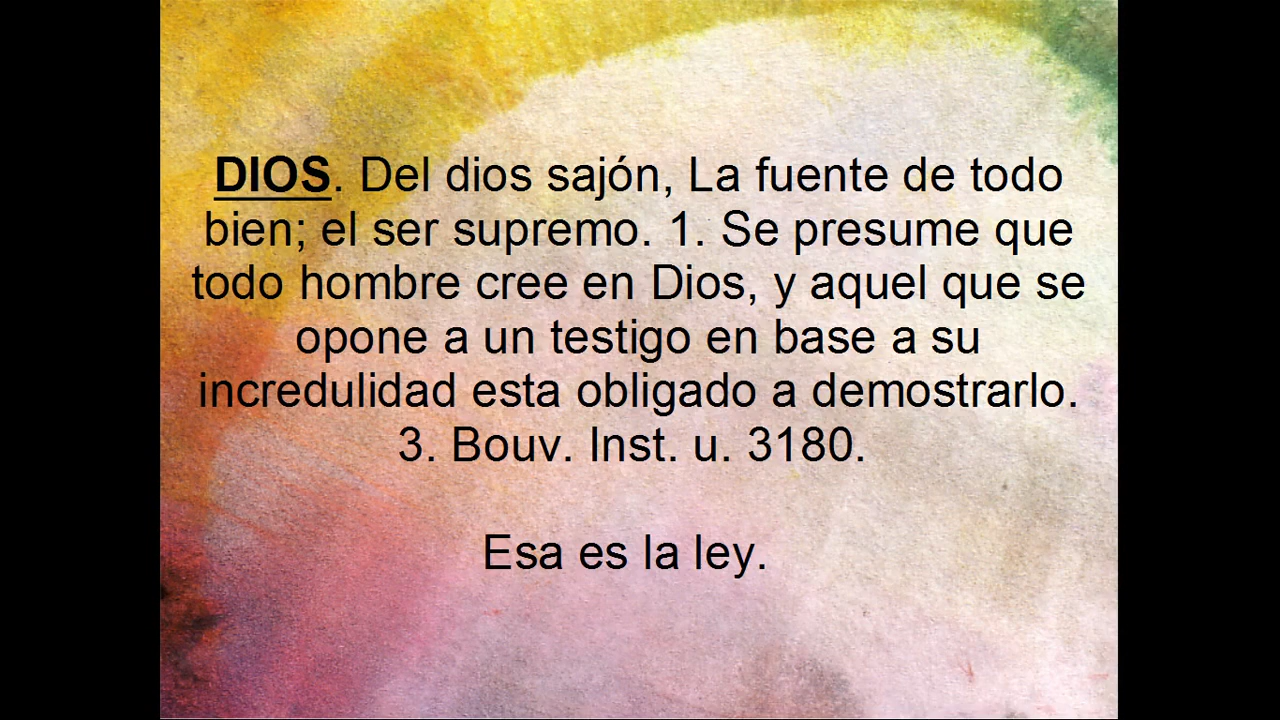 DIOS. Del dios sajón, La fuente de todo
bien; el ser supremo. 1. Se presume que
todo hombre cree en Dios, y aquel que se
opone a un testigo en base a su
incredulidad esta obligado a demostrarlo.
3. Bouv. Inst. u. 3180.
Esa es la ley.